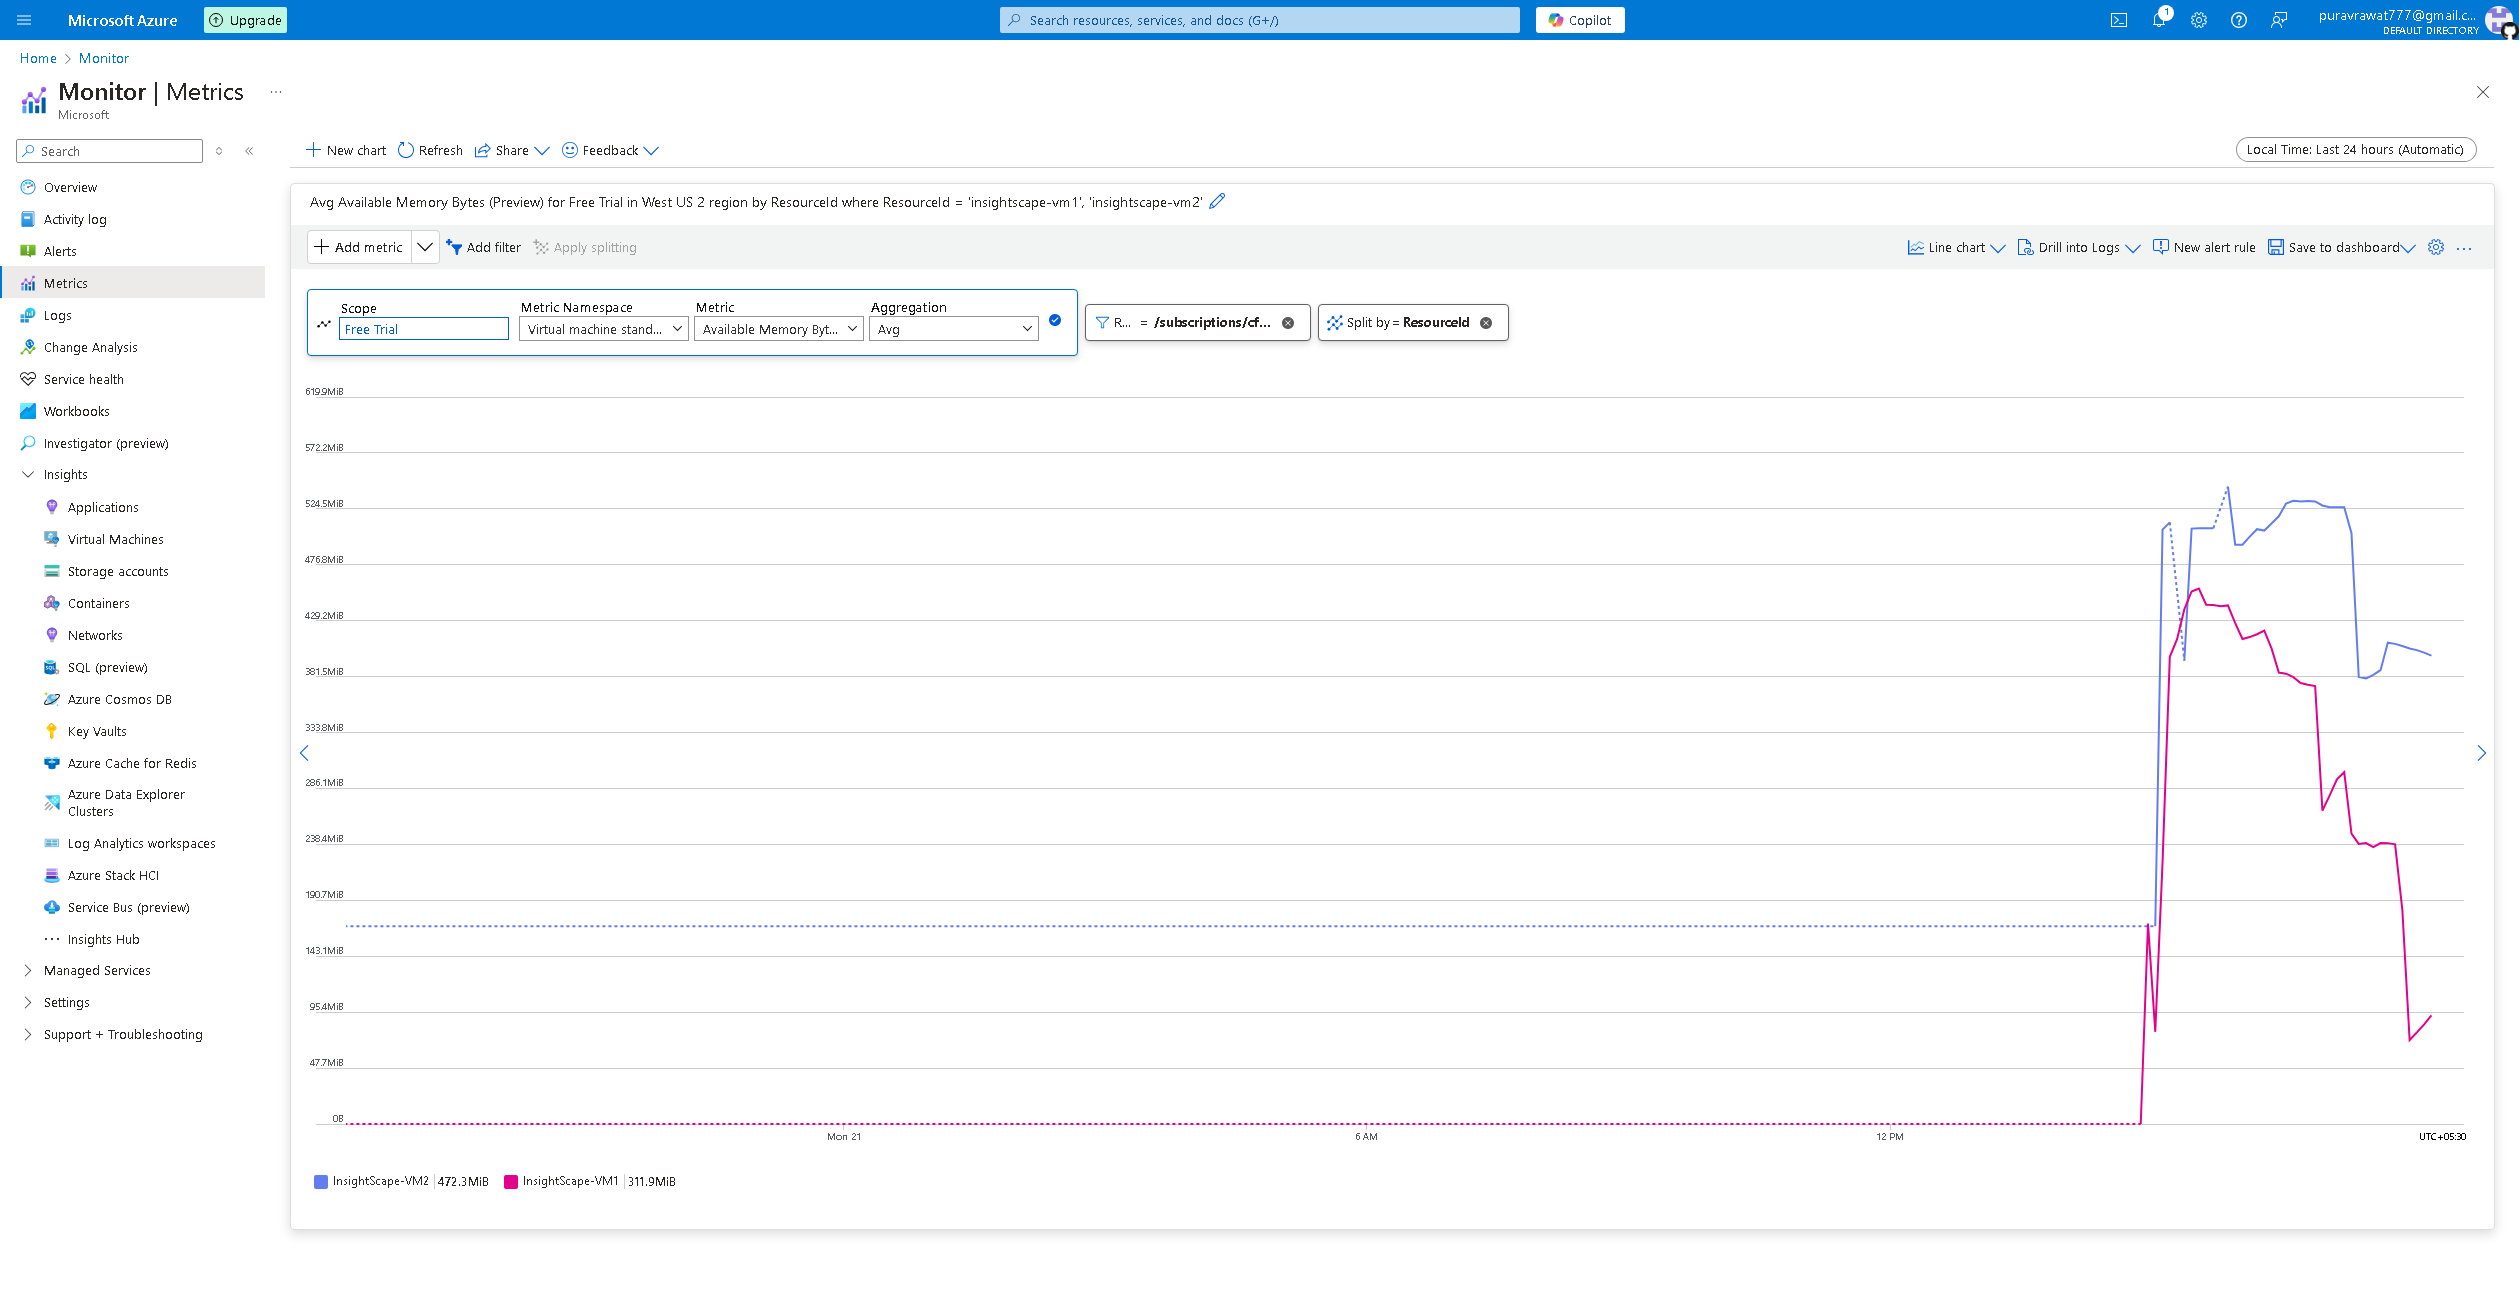 Microsoft Azure
Upgrade
Search resources, services, and docs (G+/)
Copilot
1
puravrawat777@gmail.c...
DEFAULT DIRECTORY
Home > Monitor
Monitor | Metrics ...
Microsoft
Search
Overview
Activity log
Alerts
Metrics
Logs
Change Analysis
Service health
Workbooks
Investigator (preview)
Insights
Applications
Virtual Machines
Storage accounts
Containers
Networks
SQL (preview)
Azure Cosmos DB
Key Vaults
Azure Cache for Redis
Azure Data Explorer
Clusters
Log Analytics workspaces
Azure Stack HCI
Service Bus (preview)
Insights Hub
Managed Services
Settings
Support + Troubleshooting
New chart Refresh Share Feedback
Local Time: Last 24 hours (Automatic)
Avg Available Memory Bytes (Preview) for Free Trial in West US 2 region by ResourceId where ResourceId = 'insightscape-vm1', 'insightscape-vm2'
Add metric Add filter Apply splitting
Line chart Drill into Logs New alert rule Save to dashboard ...
Scope Metric Namespace Metric Aggregation
Free Trial Virtual machine stand... Available Memory Byt... Avg
R... = /subscriptions/cf...
Split by = ResourceId
619.9MiB
572.2MiB
524.5MiB
476.8MiB
429.2MiB
381.5MiB
333.8MiB
286.1MiB
238.4MiB
190.7MiB
143.1MiB
95.4MiB
47.7MiB
0B
Mon 21 6 AM 12 PM UTC+05:30
InsightScape-VM2 472.3MiB InsightScape-VM1 311.9MiB